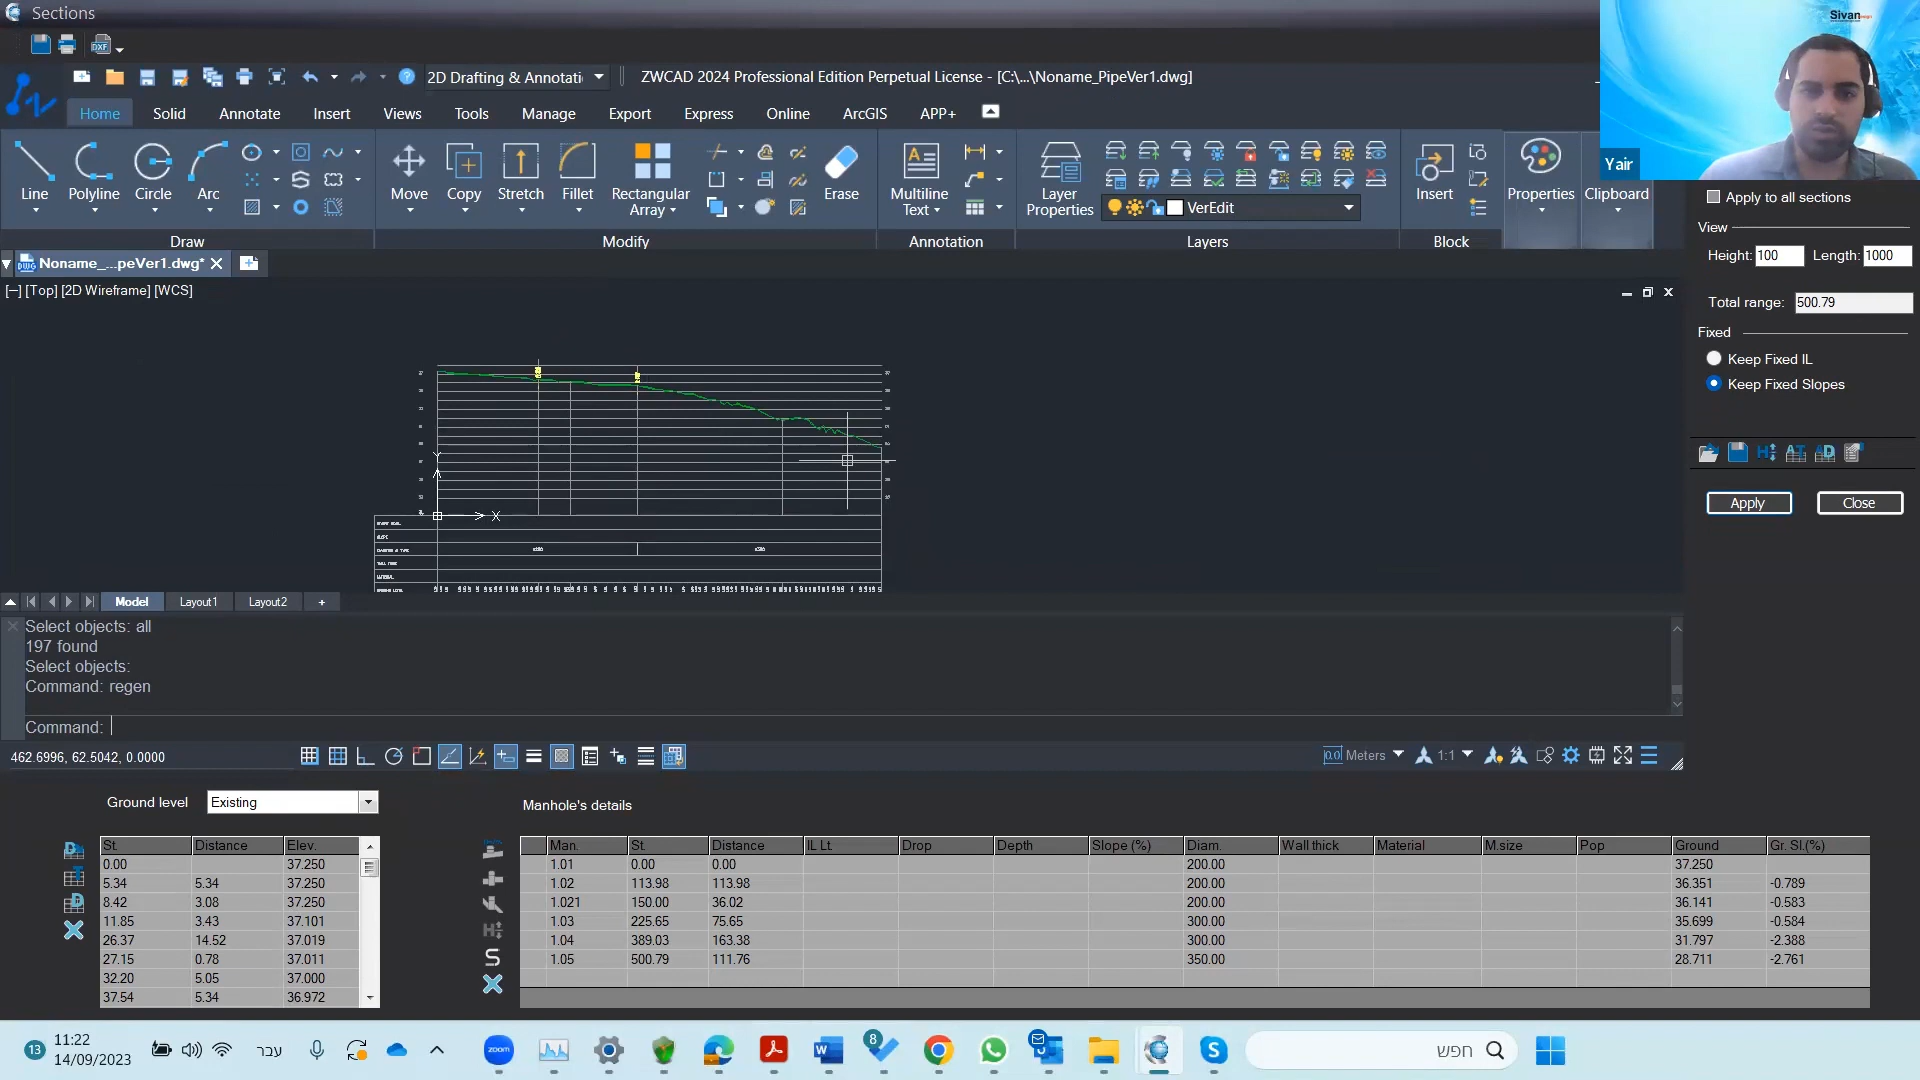 Sections
Sivan
DXF
2D Drafting & Annotati
ZWCAD 2024 Professional Edition Perpetual License - [C:\...\Noname_PipeVer1.dwg]
Home
Solid
Annotate
Insert
Views
Tools
Manage
Export
Express
Online
ArcGIS
APP+
Yair
Line
Polyline
Circle
Arc
Move
Copy
Stretch
Fillet
Rectangular
Array
Erase
Multiline
Text
Layer
Properties
VerEdit
Insert
Properties
Clipboard
Draw
Modify
Annotation
Layers
Block
Noname_...peVer1.dwg*
[−] [Top] [2D Wireframe] [WCS]
Apply to all sections
View
Height: 100
Length: 1000
Total range: 500.79
Fixed
Keep Fixed IL
Keep Fixed Slopes
Apply
Close
Y
X
Model
Layout1
Layout2
+
Select objects: all
197 found
Select objects:
Command: regen
Command:
462.6996, 62.5042, 0.0000
Meters
1:1
Ground level
Existing
Manhole's details
St. Distance Elev.
0.00 37.250
5.34 5.34 37.250
8.42 3.08 37.250
11.85 3.43 37.101
26.37 14.52 37.019
27.15 0.78 37.011
32.20 5.05 37.000
37.54 5.34 36.972
Man. St. Distance IL Lt. Drop Depth Slope (%) Diam. Wall thick Material M.size Pop Ground Gr. Sl.(%)
1.01 0.00 0.00 200.00 37.250
1.02 113.98 113.98 200.00 36.351 -0.789
1.021 150.00 36.02 200.00 36.141 -0.583
1.03 225.65 75.65 300.00 35.699 -0.584
1.04 389.03 163.38 300.00 31.797 -2.388
1.05 500.79 111.76 350.00 28.711 -2.761
13
11:22
14/09/2023
עבר
zoom
8
חפש